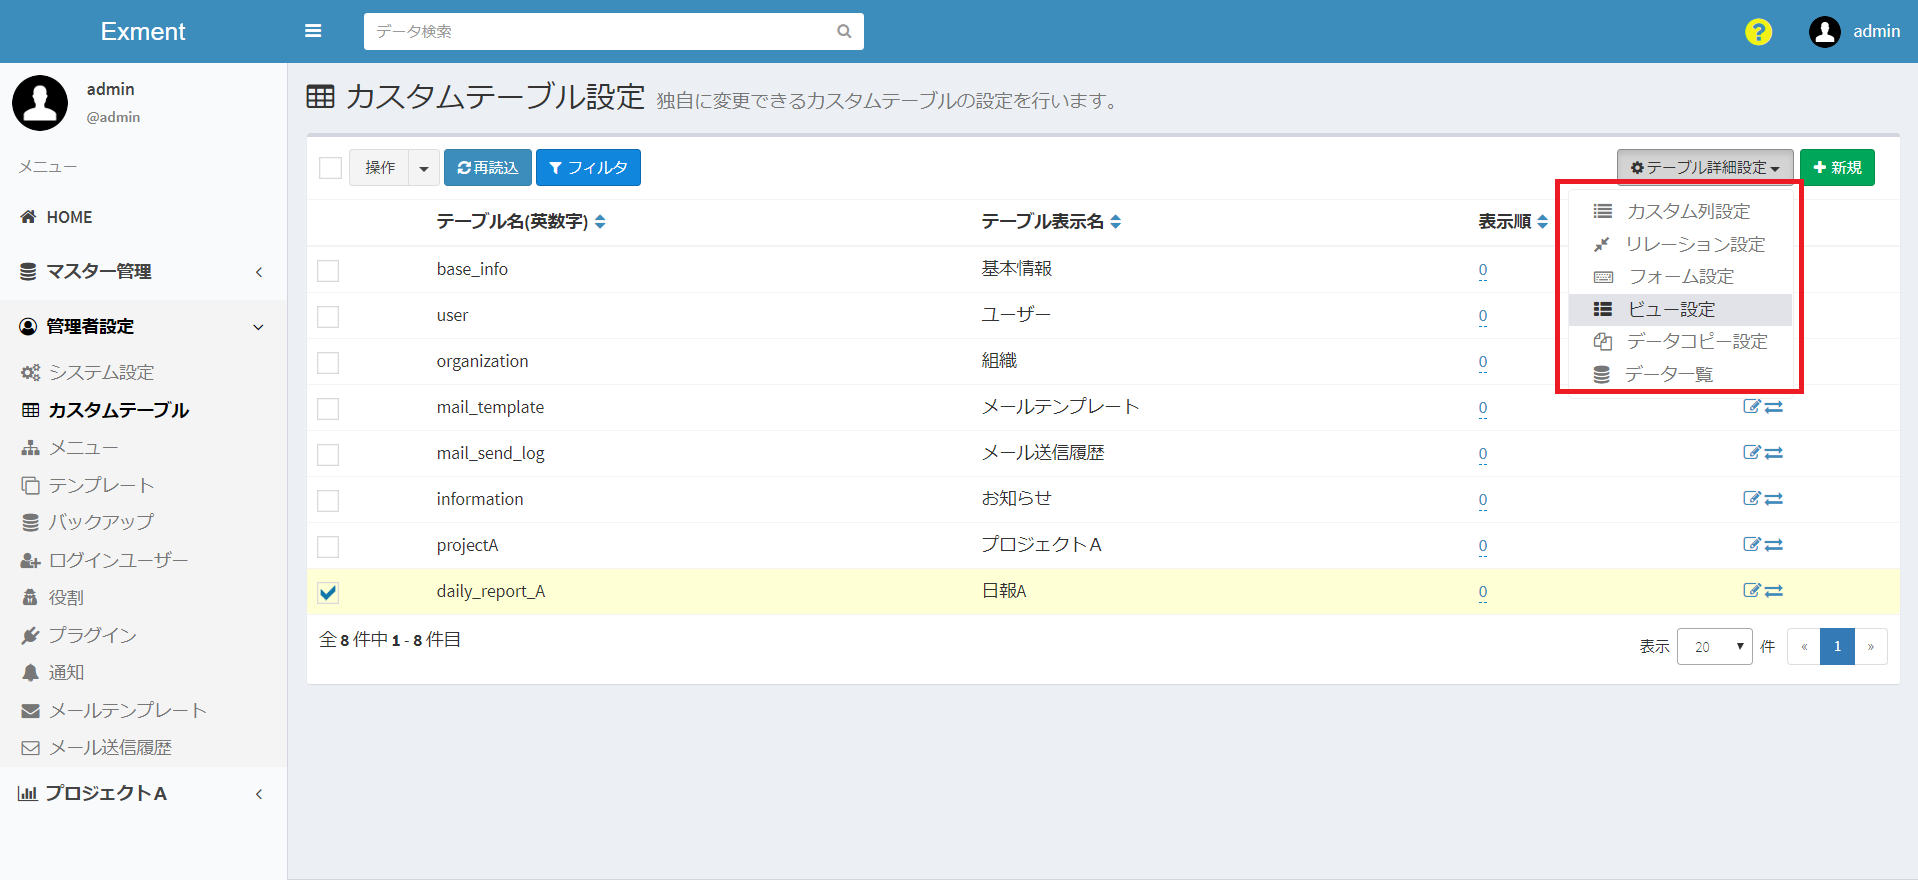 Exment
データ検索
?
admin
admin
@admin
メニュー
HOME
マスター管理
管理者設定
システム設定
カスタムテーブル
メニュー
テンプレート
バックアップ
ログインユーザー
役割
プラグイン
通知
メールテンプレート
メール送信履歴
プロジェクトA
カスタムテーブル設定 独自に変更できるカスタムテーブルの設定を行います。
操作 再読込 フィルタ テーブル詳細設定 新規
カスタム列設定
リレーション設定
フォーム設定
ビュー設定
データコピー設定
データ一覧
テーブル名(英数字) テーブル表示名 表示順
base_info 基本情報 0
user ユーザー 0
organization 組織 0
mail_template メールテンプレート 0
mail_send_log メール送信履歴 0
information お知らせ 0
projectA プロジェクトA 0
daily_report_A 日報A 0
全 8 件中 1 - 8 件目
表示 20 件 « 1 »